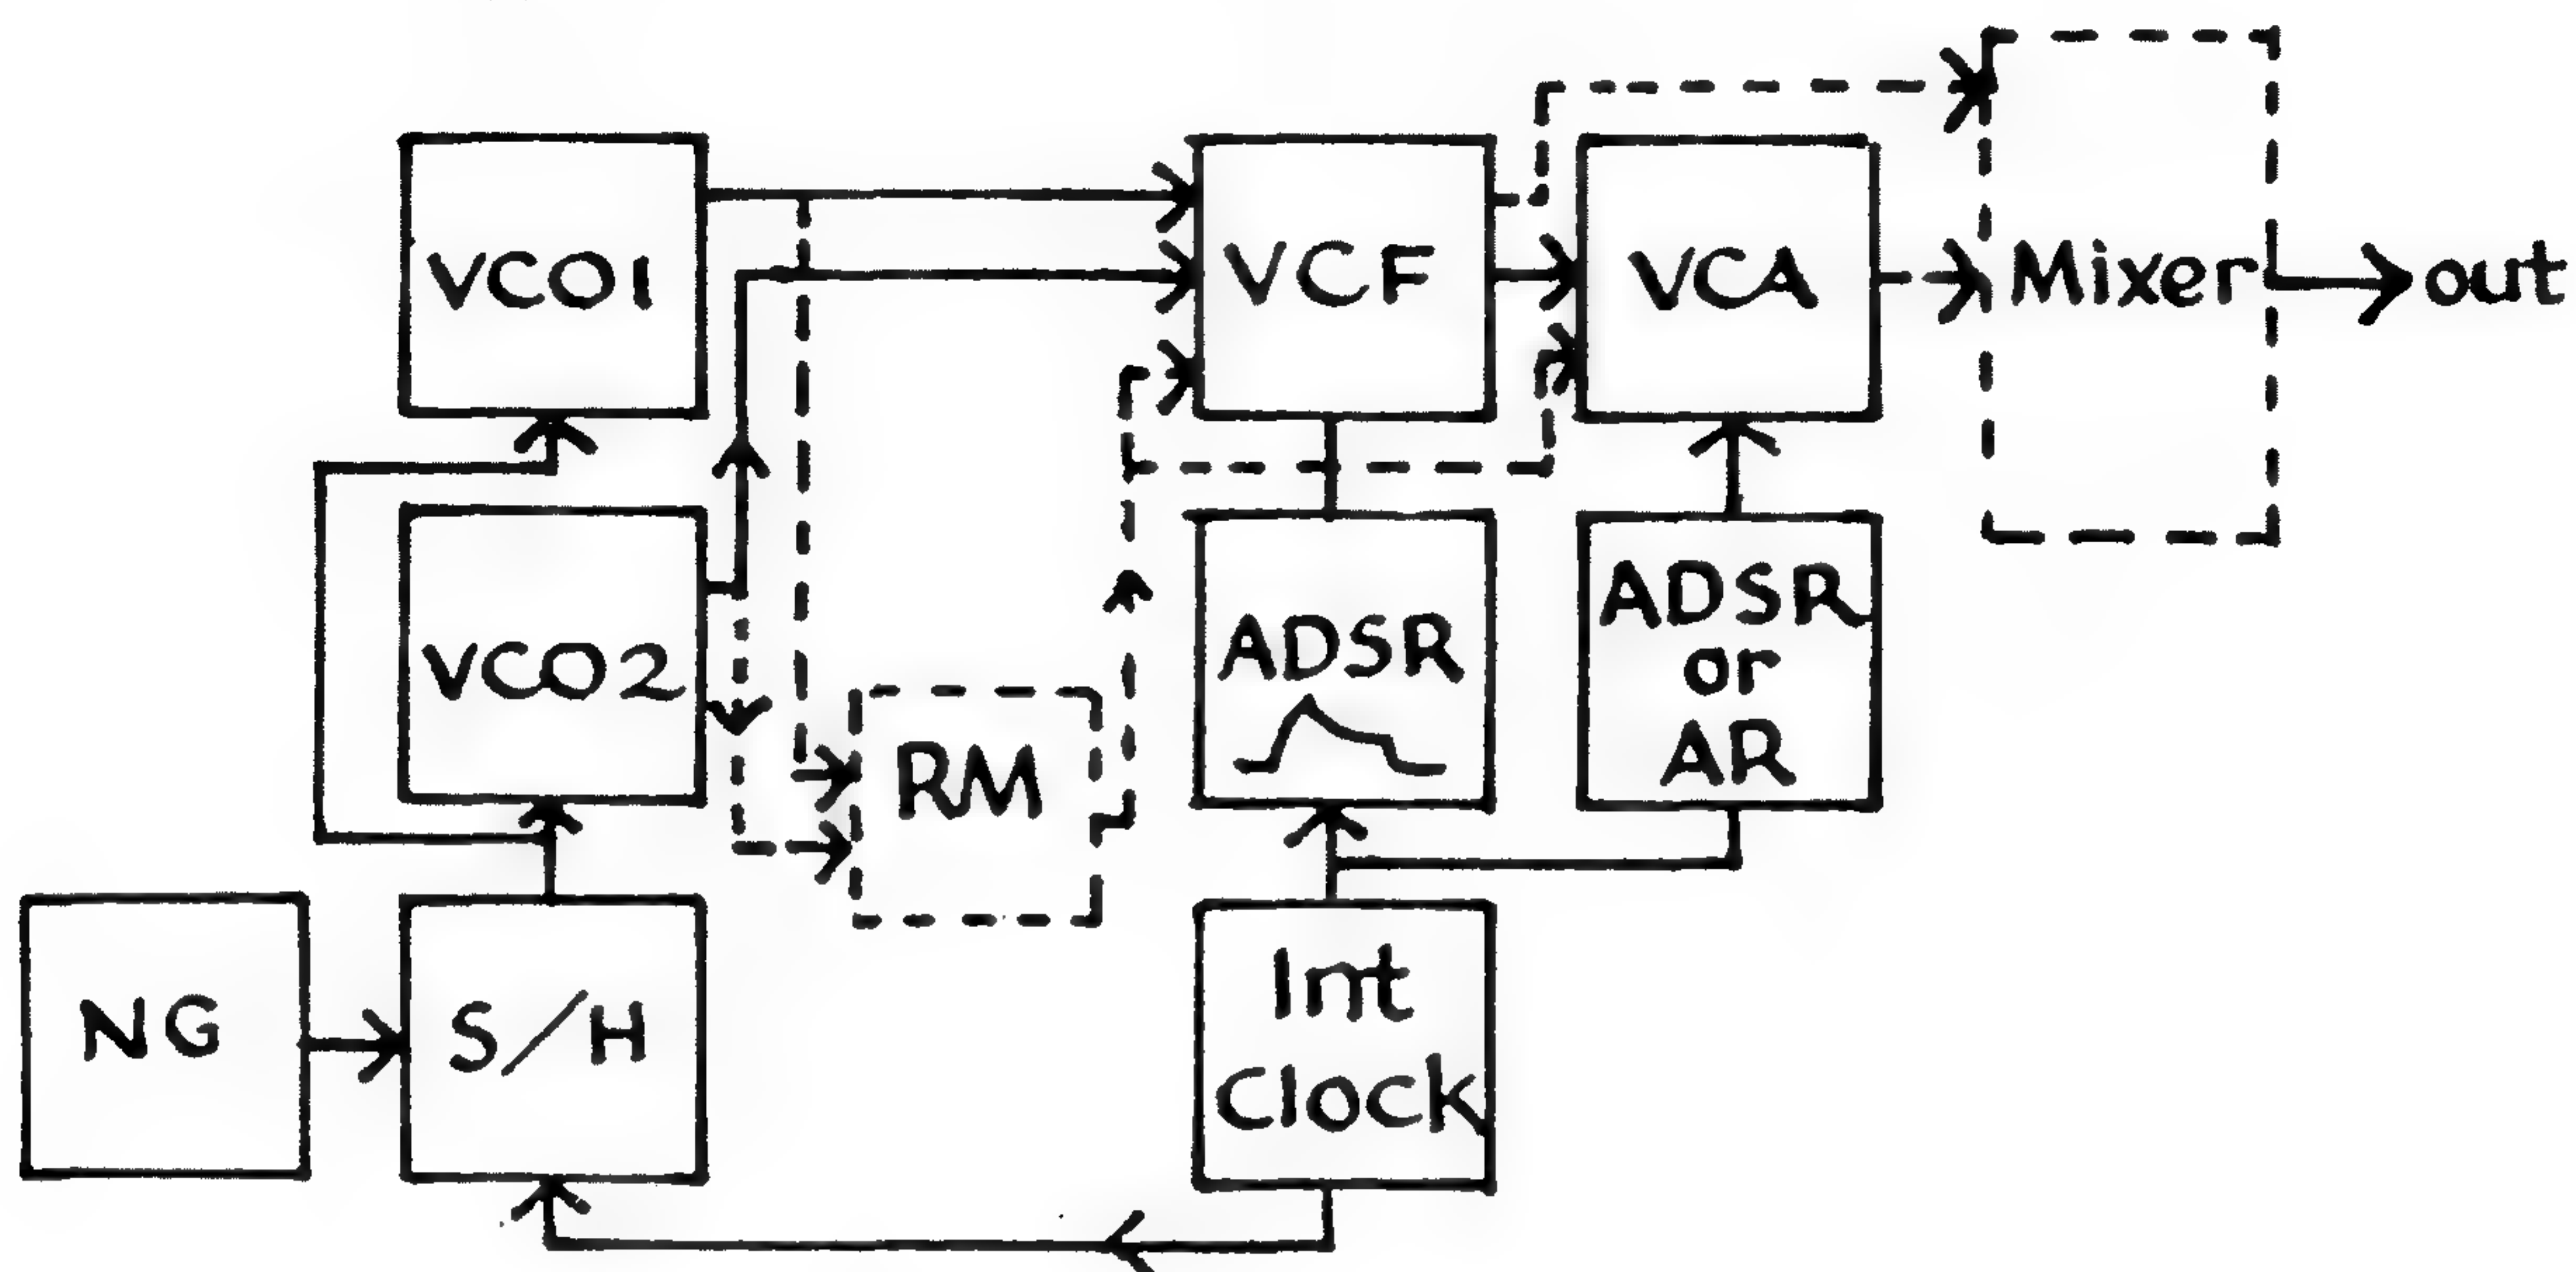 VCO1
VCF
VCA
Mixer
out
VCO2
RM
ADSR
ADSR
or
AR
NG
S/H
Int
Clock